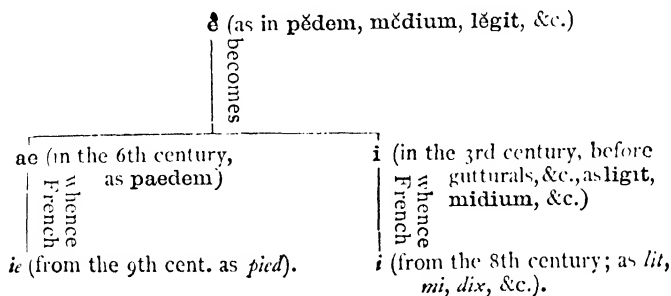 ĕ (as in pĕdem, mĕdium, lĕgit, &c.)
becomes
ae (in the 6th century,
as paedem)
whence
French
ie (from the 9th cent. as pied).
i (in the 3rd century, before
gutturals, &c., as ligit,
midium, &c.)
whence
French
i (from the 8th century; as lit,
mi, dix, &c.).